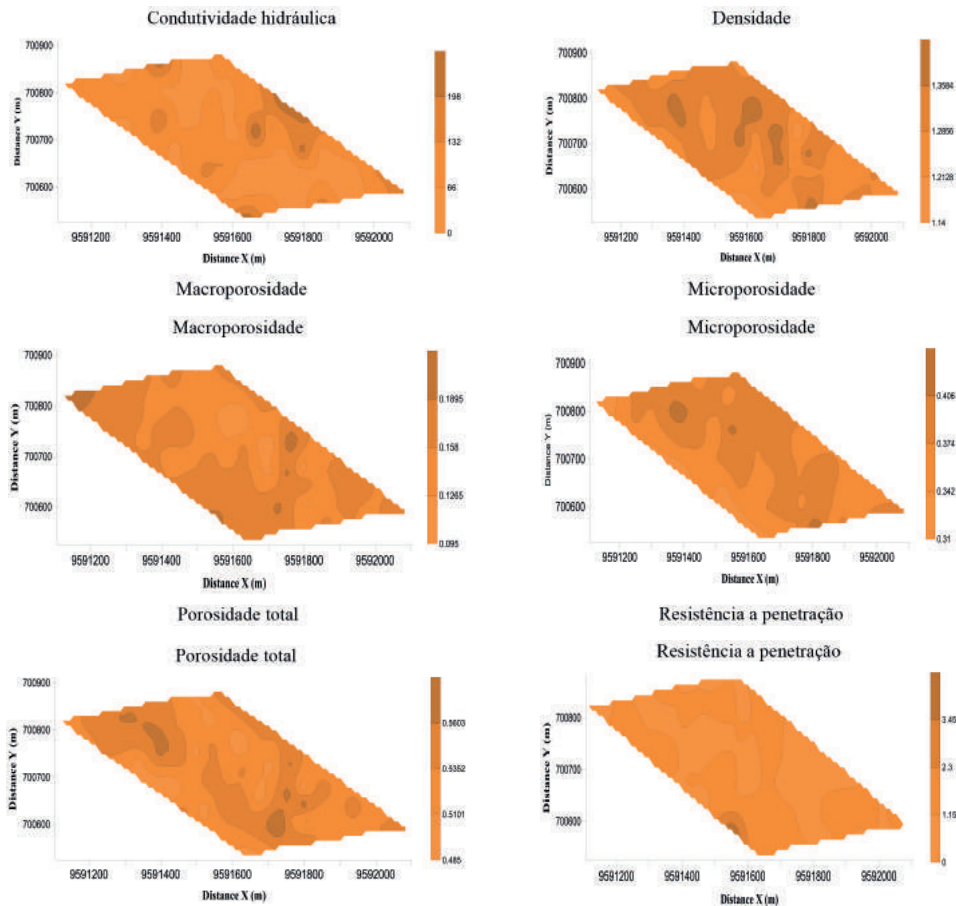 Condutividade hidráulica
700900
700800
700700
700600
Distance Y (m)
9591200 9591400 9591600 9591800 9592000
Distance X (m)
198
132
66
0
Densidade
700900
700800
700700
700600
Distance Y (m)
9591200 9591400 9591600 9591800 9592000
Distance X (m)
1.3584
1.2856
1.2128
1.14
Macroporosidade
Macroporosidade
700900
700800
700700
700600
Distance Y (m)
9591200 9591400 9591600 9591800 9592000
Distance X (m)
0.1895
0.158
0.1265
0.095
Microporosidade
Microporosidade
700900
700800
700700
700600
Distance Y (m)
9591200 9591400 9591600 9591800 9592000
Distance X (m)
0.406
0.374
0.342
0.31
Porosidade total
Porosidade total
700900
700800
700700
700600
Distance Y (m)
9591200 9591400 9591600 9591800 9592000
Distance X (m)
0.5603
0.5352
0.5101
0.485
Resistência a penetração
Resistência a penetração
700800
700700
700600
Distance Y (m)
9591200 9591400 9591600 9591800 9592000
Distance X (m)
3.45
2.3
1.15
0